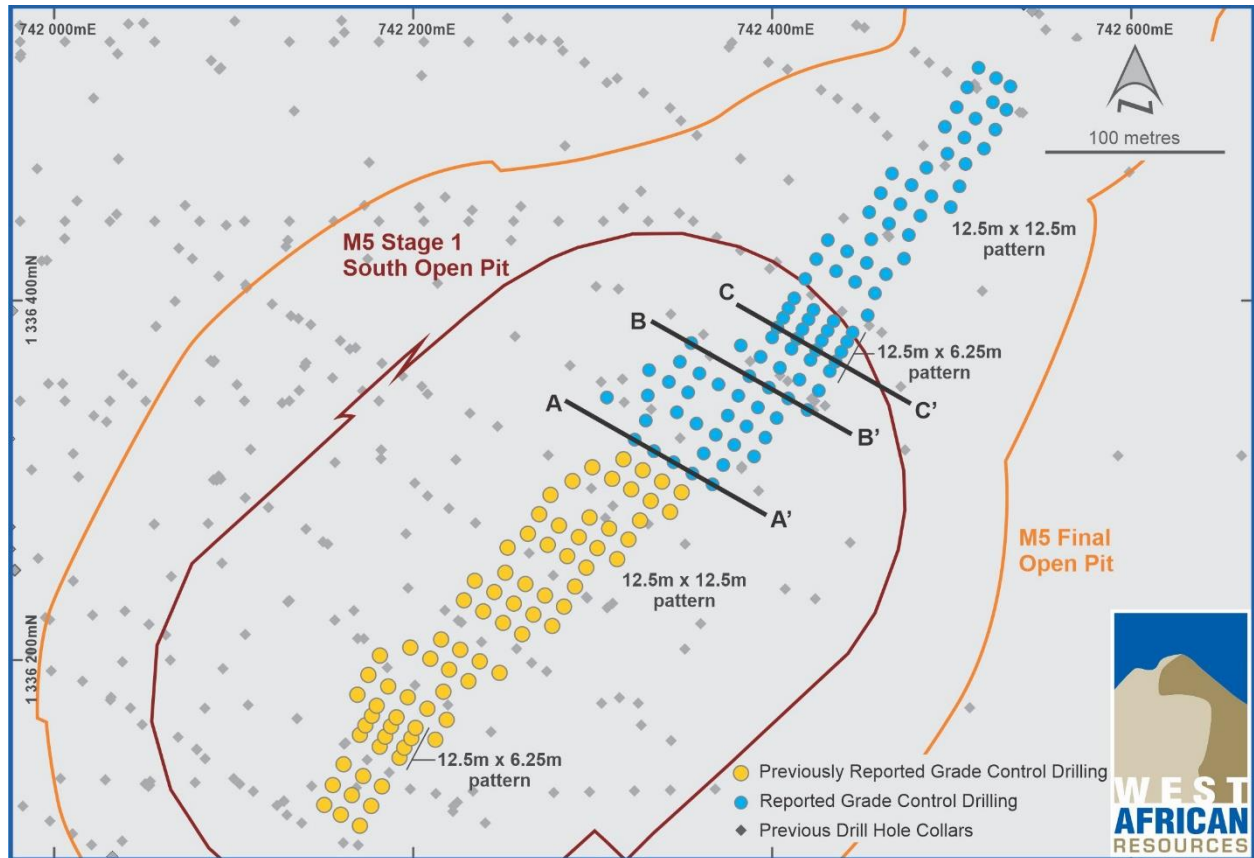 742 000mE
742 200mE
742 400mE
742 600mE
N
100 metres
M5 Stage 1
South Open Pit
12.5m x 12.5m
pattern
1 336 400mN
C
B
12.5m x 6.25m
pattern
A
C'
B'
A'
M5 Final
Open Pit
12.5m x 12.5m
pattern
1 336 200mN
12.5m x 6.25m
pattern
Previously Reported Grade Control Drilling
Reported Grade Control Drilling
Previous Drill Hole Collars
WEST
AFRICAN
RESOURCES